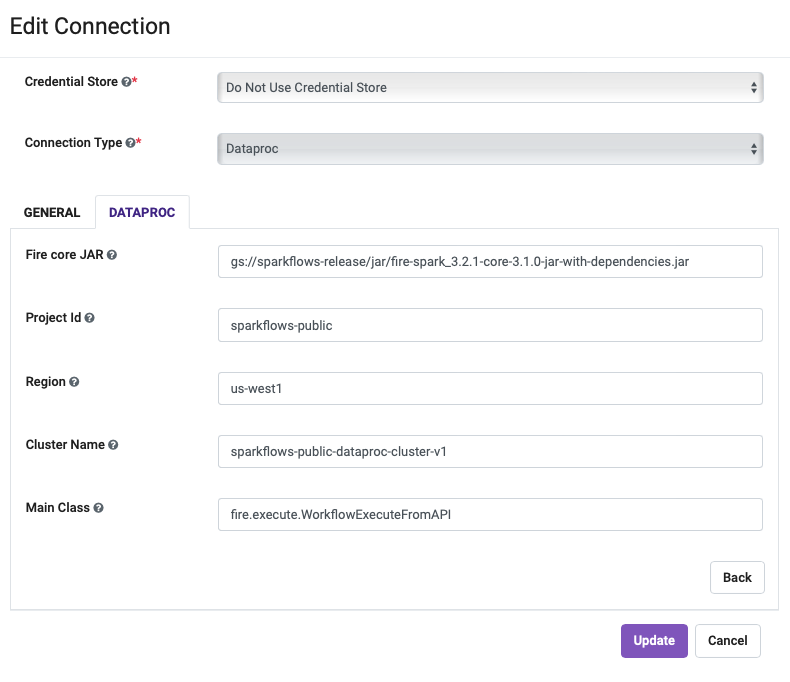 Edit Connection
Credential Store ?*
Do Not Use Credential Store
Connection Type ?*
Dataproc
GENERAL DATAPROC
Fire core JAR ?
gs://sparkflows-release/jar/fire-spark_3.2.1-core-3.1.0-jar-with-dependencies.jar
Project Id ?
sparkflows-public
Region ?
us-west1
Cluster Name ?
sparkflows-public-dataproc-cluster-v1
Main Class ?
fire.execute.WorkflowExecuteFromAPI
Back
Update Cancel